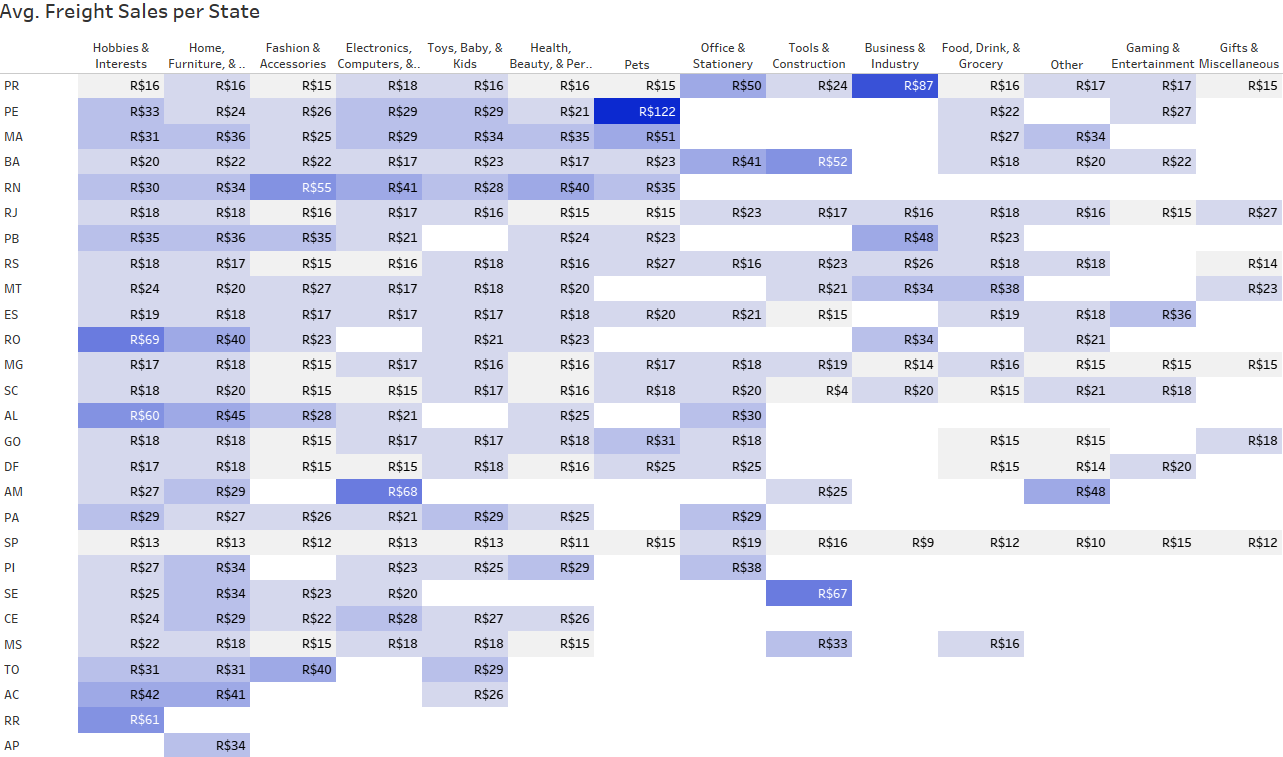 Avg. Freight Sales per State
Hobbies & Interests Home, Furniture, & .. Fashion & Accessories Electronics, Computers, &.. Toys, Baby, & Kids Health, Beauty, & Per.. Pets Office & Stationery Tools & Construction Business & Industry Food, Drink, & Grocery Other Gaming & Entertainment Gifts & Miscellaneous
PR R$16 R$16 R$15 R$18 R$16 R$16 R$15 R$50 R$24 R$87 R$16 R$17 R$17 R$15
PE R$33 R$24 R$26 R$29 R$29 R$21 R$122 R$22 R$27
MA R$31 R$36 R$25 R$29 R$34 R$35 R$51 R$27 R$34
BA R$20 R$22 R$22 R$17 R$23 R$17 R$23 R$41 R$52 R$18 R$20 R$22
RN R$30 R$34 R$55 R$41 R$28 R$40 R$35
RJ R$18 R$18 R$16 R$17 R$16 R$15 R$15 R$23 R$17 R$16 R$18 R$16 R$15 R$27
PB R$35 R$36 R$35 R$21 R$24 R$23 R$48 R$23
RS R$18 R$17 R$15 R$16 R$18 R$16 R$27 R$16 R$23 R$26 R$18 R$18 R$14
MT R$24 R$20 R$27 R$17 R$18 R$20 R$21 R$34 R$38 R$23
ES R$19 R$18 R$17 R$17 R$17 R$18 R$20 R$21 R$15 R$19 R$18 R$36
RO R$69 R$40 R$23 R$21 R$23 R$34 R$21
MG R$17 R$18 R$15 R$17 R$16 R$16 R$17 R$18 R$19 R$14 R$16 R$15 R$15 R$15
SC R$18 R$20 R$15 R$15 R$17 R$16 R$18 R$20 R$4 R$20 R$15 R$21 R$18
AL R$60 R$45 R$28 R$21 R$25 R$30
GO R$18 R$18 R$15 R$17 R$17 R$18 R$31 R$18 R$15 R$15 R$18
DF R$17 R$18 R$15 R$15 R$18 R$16 R$25 R$25 R$15 R$14 R$20
AM R$27 R$29 R$68 R$25 R$48
PA R$29 R$27 R$26 R$21 R$29 R$25 R$29
SP R$13 R$13 R$12 R$13 R$13 R$11 R$15 R$19 R$16 R$9 R$12 R$10 R$15 R$12
PI R$27 R$34 R$23 R$25 R$29 R$38
SE R$25 R$34 R$23 R$20 R$67
CE R$24 R$29 R$22 R$28 R$27 R$26
MS R$22 R$18 R$15 R$18 R$18 R$15 R$33 R$16
TO R$31 R$31 R$40 R$29
AC R$42 R$41 R$26
RR R$61
AP R$34